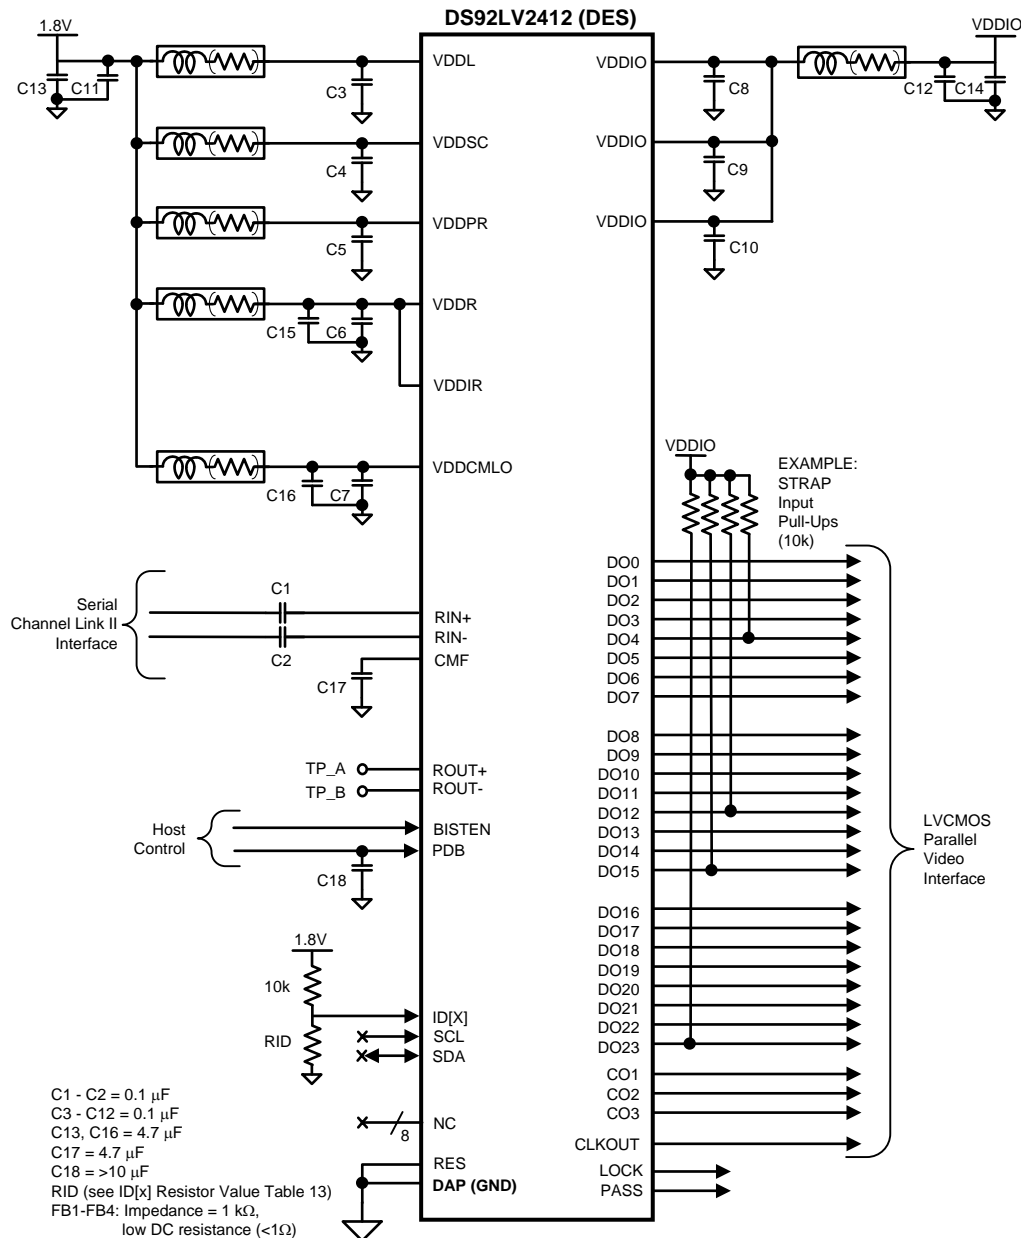 DS92LV2412 (DES)
1.8V
VDDIO
VDDL
VDDIO
C13
C11
C3
C8
C12
C14
VDDSC
VDDIO
C4
C9
VDDPR
VDDIO
C5
C10
VDDR
C15
C6
VDDIR
VDDIO
EXAMPLE:
STRAP
Input
Pull-Ups
(10k)
VDDCMLO
C16
C7
Serial
Channel Link II
Interface
C1
C2
RIN+
RIN-
CMF
C17
TP_A
TP_B
ROUT+
ROUT-
Host
Control
BISTEN
PDB
C18
1.8V
10k
RID
ID[X]
SCL
SDA
NC
8
RES
DAP (GND)
DO0
DO1
DO2
DO3
DO4
DO5
DO6
DO7
DO8
DO9
DO10
DO11
DO12
DO13
DO14
DO15
DO16
DO17
DO18
DO19
DO20
DO21
DO22
DO23
CO1
CO2
CO3
CLKOUT
LOCK
PASS
LVCMOS
Parallel
Video
Interface
C1 - C2 = 0.1 μF
C3 - C12 = 0.1 μF
C13, C16 = 4.7 μF
C17 = 4.7 μF
C18 = >10 μF
RID (see ID[x] Resistor Value Table 13)
FB1-FB4: Impedance = 1 kΩ,
low DC resistance (<1Ω)